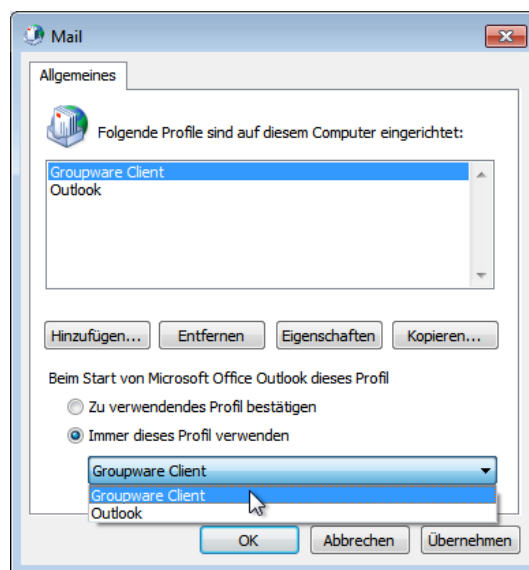 Mail
Allgemeines
Folgende Profile sind auf diesem Computer eingerichtet:
Groupware Client
Outlook
Hinzufügen... Entfernen Eigenschaften Kopieren...
Beim Start von Microsoft Office Outlook dieses Profil
Zu verwendendes Profil bestätigen
Immer dieses Profil verwenden
Groupware Client
Groupware Client
Outlook
OK Abbrechen Übernehmen